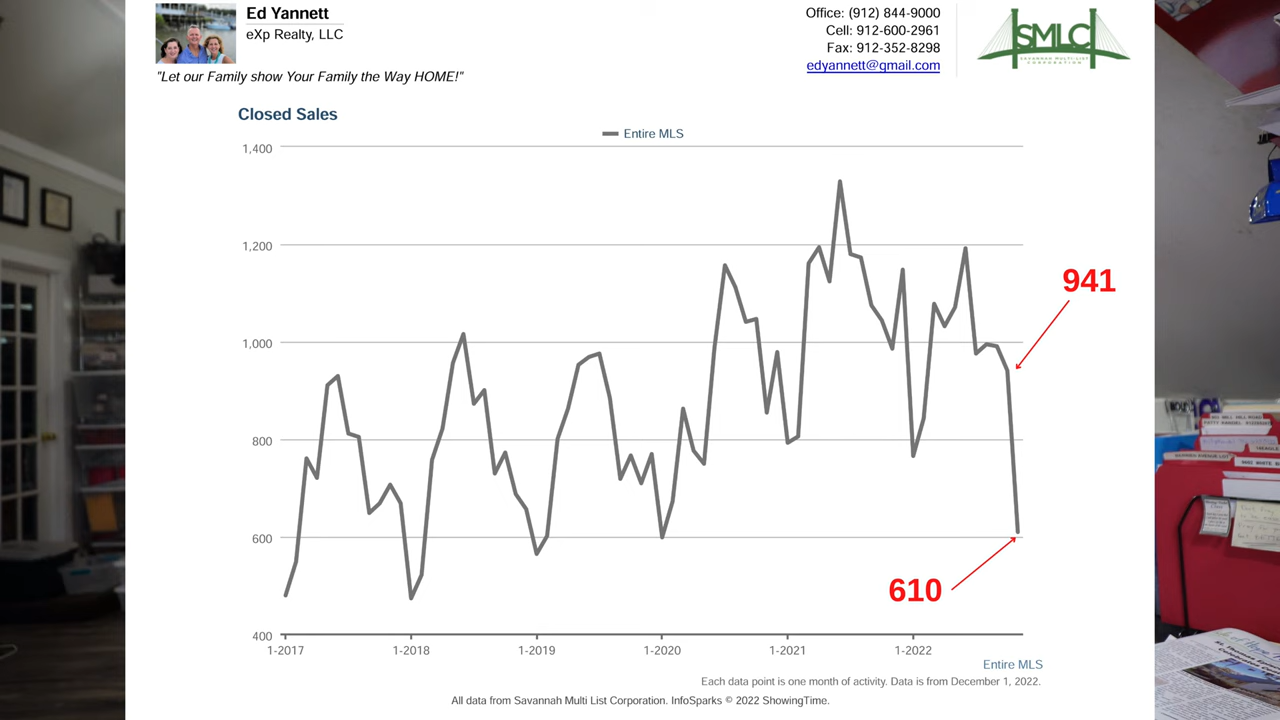 Ed Yannett
eXp Realty, LLC
"Let our Family show Your Family the Way HOME!"
Office: (912) 844-9000
Cell: 912-600-2961
Fax: 912-352-8298
edyannett@gmail.com
SMLC
SAVANNAH MULTI-LIST
CORPORATION
Closed Sales
Entire MLS
1,400
1,200
1,000
800
600
400
941
610
1-2017
1-2018
1-2019
1-2020
1-2021
1-2022
Entire MLS
Each data point is one month of activity. Data is from December 1, 2022.
All data from Savannah Multi List Corporation. InfoSparks © 2022 ShowingTime.